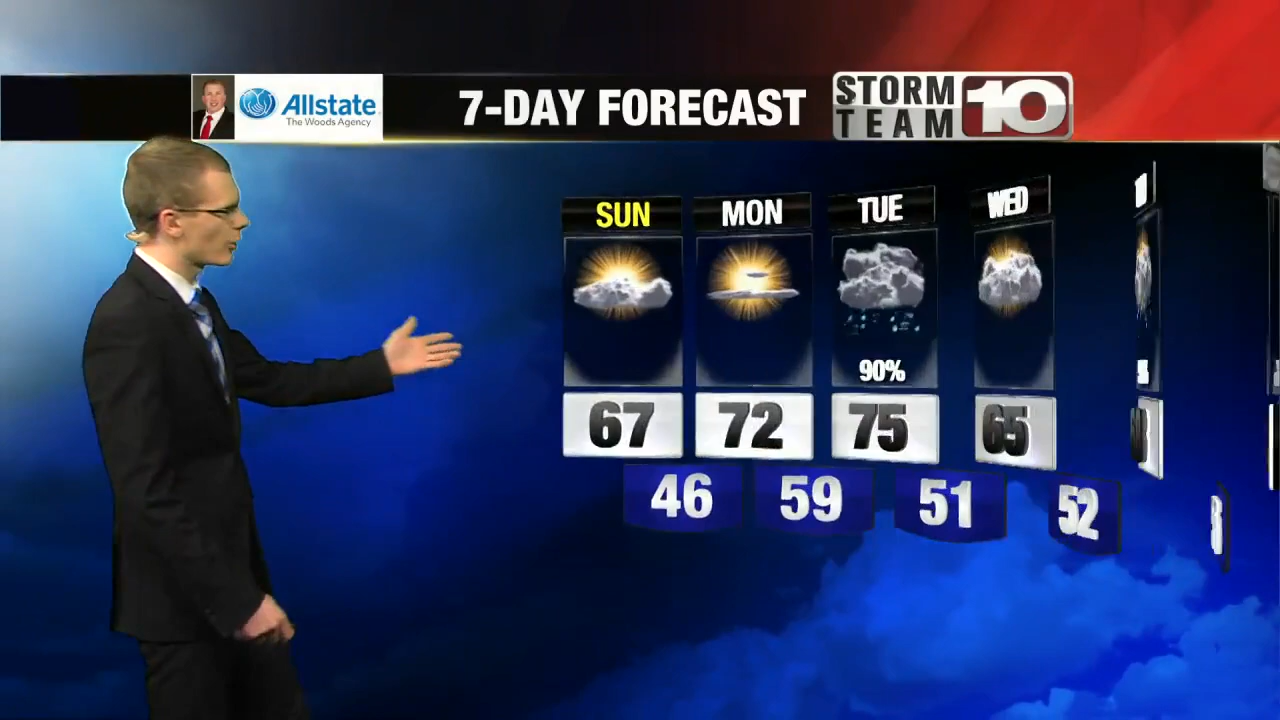 Allstate
The Woods Agency
7-DAY FORECAST
STORM
TEAM
10
SUN MON TUE WED
90%
67 72 75 65
46 59 51 52